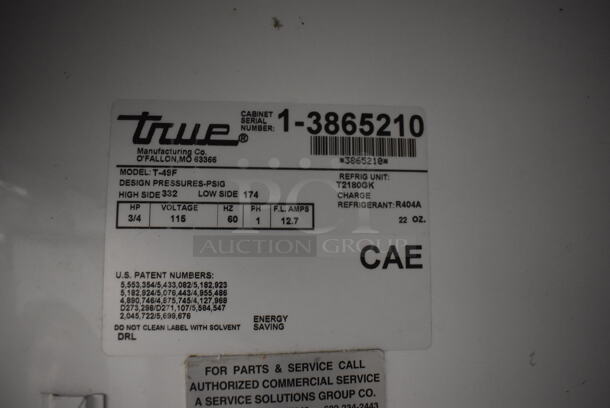 true®
Manufacturing Co.
O'FALLON, MO 63366
CABINET SERIAL NUMBER: 1-3865210
*3865210*
MODEL: T-49F
DESIGN PRESSURES-PSIG
HIGH SIDE 332 LOW SIDE 174
REFRIG UNIT:
T2180GK
CHARGE
REFRIGERANT: R404A
22 OZ.
HP VOLTAGE HZ PH F.L. AMPS
3/4 115 60 1 12.7
AUCTION GROUP
CAE
U.S. PATENT NUMBERS:
5,553,354/5,433,082/5,182,923
5,182,924/5,076,443/4,955,486
4,890,746/4,875,745/4,127,968
D273,298/D271,107/5,584,547
2,045,722/5,699,676
ENERGY
SAVING
DO NOT CLEAN LABEL WITH SOLVENT
DRL
FOR PARTS & SERVICE CALL
AUTHORIZED COMMERCIAL SERVICE
A SERVICE SOLUTIONS GROUP CO.